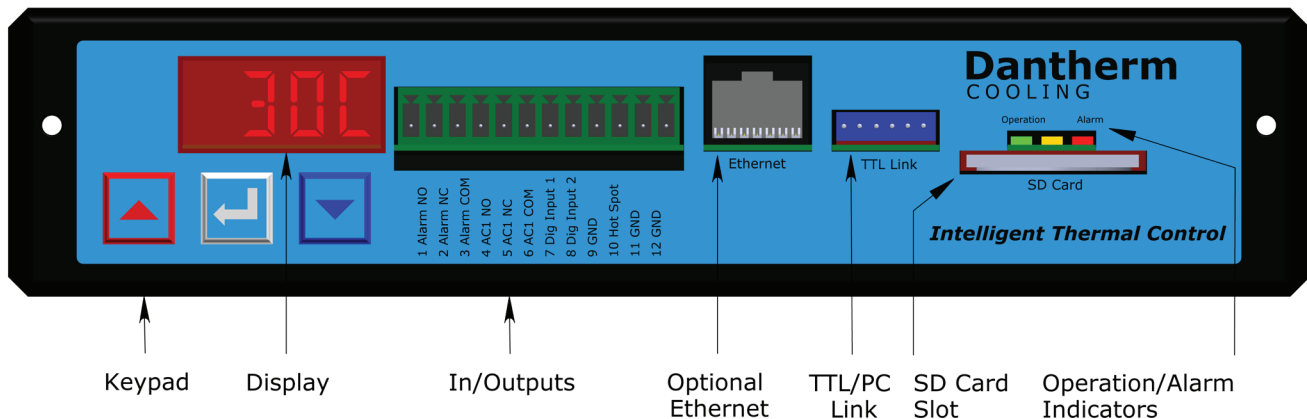 30C
Dantherm
COOLING
Operation
Alarm
Ethernet
TTL Link
SD Card
Intelligent Thermal Control
1 Alarm NO
2 Alarm NC
3 Alarm COM
4 AC1 NO
5 AC1 NC
6 AC1 COM
7 Dig Input 1
8 Dig Input 2
9 GND
10 Hot Spot
11 GND
12 GND
Keypad
Display
In/Outputs
Optional
Ethernet
TTL/PC
Link
SD Card
Slot
Operation/Alarm
Indicators